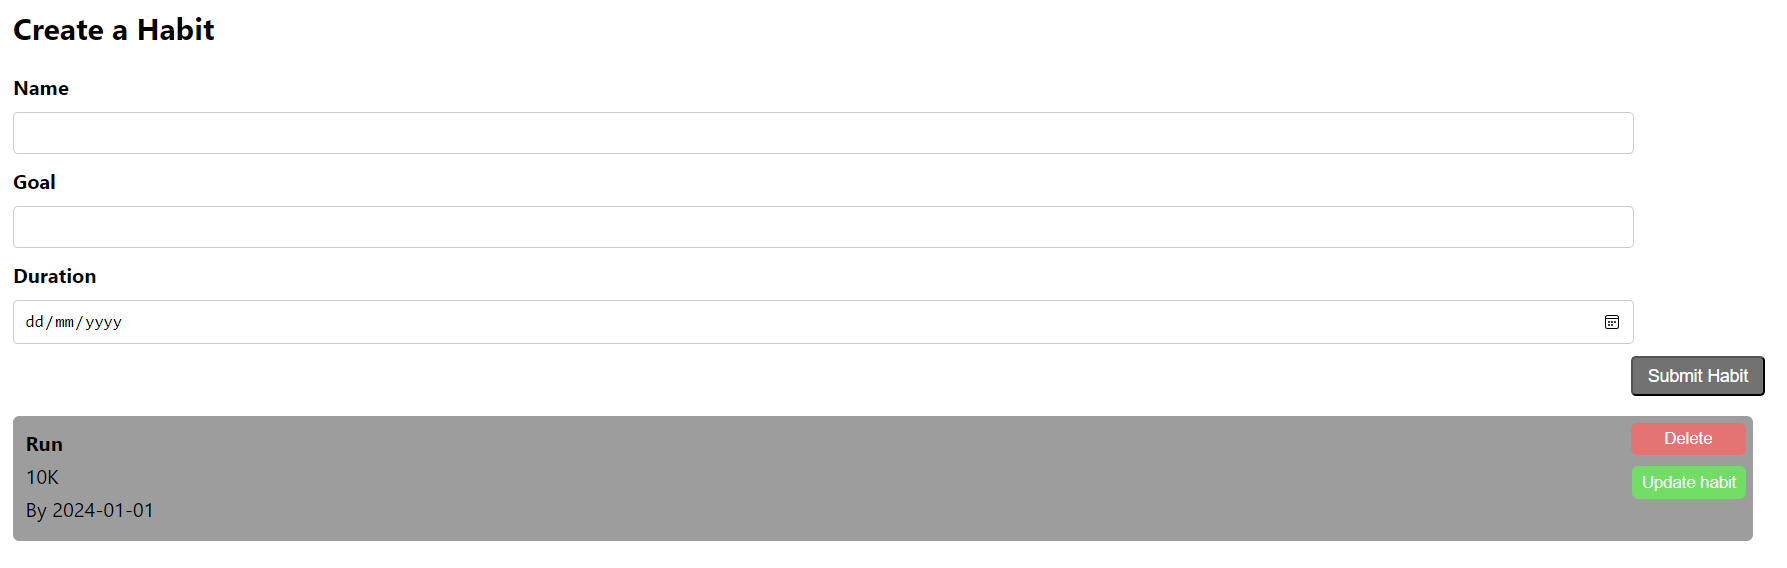 Create a Habit
Name
Goal
Duration
dd/mm/yyyy
Submit Habit
Run
Delete
10K
Update habit
By 2024-01-01